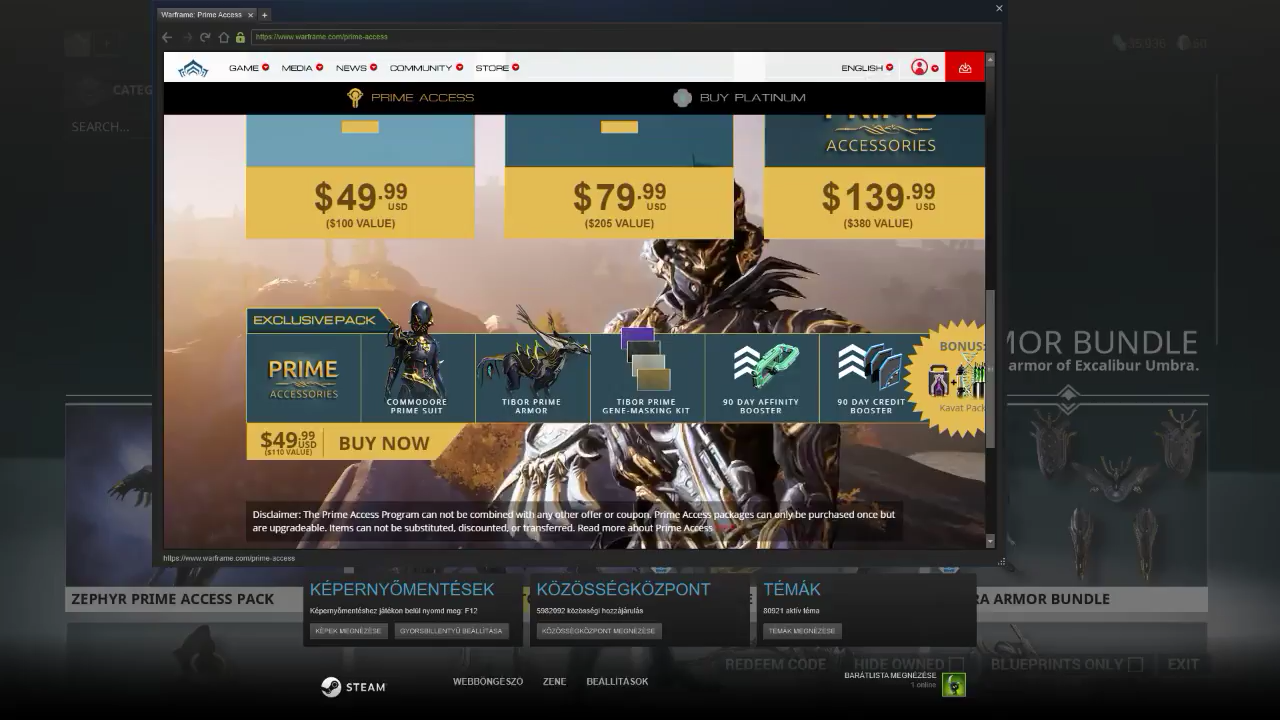 Warframe: Prime Access
https://www.warframe.com/prime-access
GAME MEDIA NEWS COMMUNITY STORE ENGLISH
PRIME ACCESS BUY PLATINUM
ACCESSORIES
$49.99 USD
($100 VALUE)
$79.99 USD
($205 VALUE)
$139.99 USD
($380 VALUE)
EXCLUSIVE PACK
PRIME
ACCESSORIES
COMMODORE
PRIME SUIT
TIBOR PRIME
ARMOR
TIBOR PRIME
GENE-MASKING KIT
90 DAY AFFINITY
BOOSTER
90 DAY CREDIT
BOOSTER
BONUS:
Kavat Pack
$49.99 USD
($110 VALUE)
BUY NOW
Disclaimer: The Prime Access Program can not be combined with any other offer or coupon. Prime Access packages can only be purchased once but
are upgradeable. Items can not be substituted, discounted, or transferred. Read more about Prime Access
https://www.warframe.com/prime-access
CATEG
SEARCH...
35,036
MOR BUNDLE
armor of Excalibur Umbra.
ZEPHYR PRIME ACCESS PACK
RA ARMOR BUNDLE
KÉPERNYŐMENTÉSEK
Képernyőmentéshez játékon belül nyomd meg: F12
KÉPEK MEGNÉZÉSE GYORSBILLENTYŰ BEÁLLÍTÁSA
KÖZÖSSÉGKÖZPONT
5982092 közösségi hozzájárulás
KÖZÖSSÉGKÖZPONT MEGNÉZÉSE
TÉMÁK
80921 aktív téma
TÉMÁK MEGNÉZÉSE
REDEEM CODE HIDE OWNED BLUEPRINTS ONLY EXIT
STEAM
WEBBÖNGÉSZŐ ZENE BEÁLLÍTÁSOK
BARÁTLISTA MEGNÉZÉSE
1 online